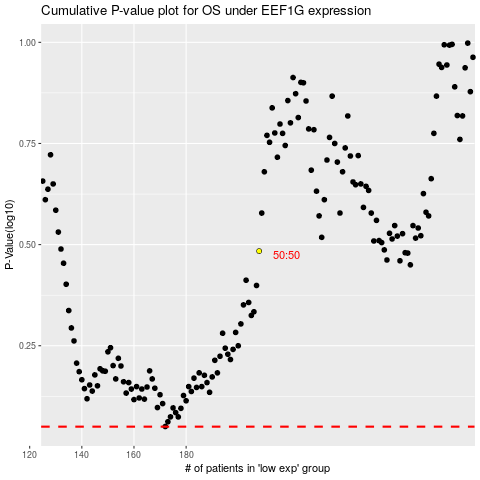 Cumulative P-value plot for OS under EEF1G expression
P-Value(log10)
1.00
0.75
0.50
0.25
50:50
120 140 160 180
# of patients in 'low exp' group